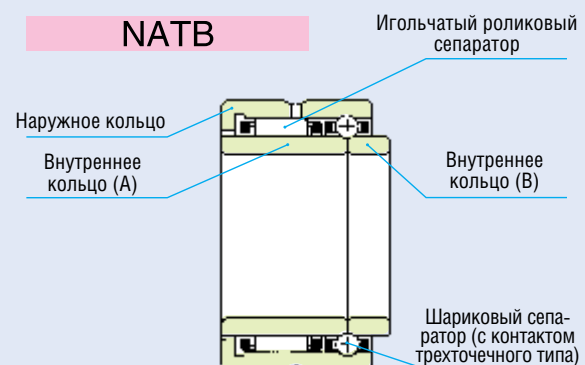 NATB
Игольчатый роликовый
сепаратор
Наружное кольцо
Внутреннее
кольцо (A)
Внутреннее
кольцо (B)
Шариковый сепа-
ратор (с контактом
трехточечного типа)